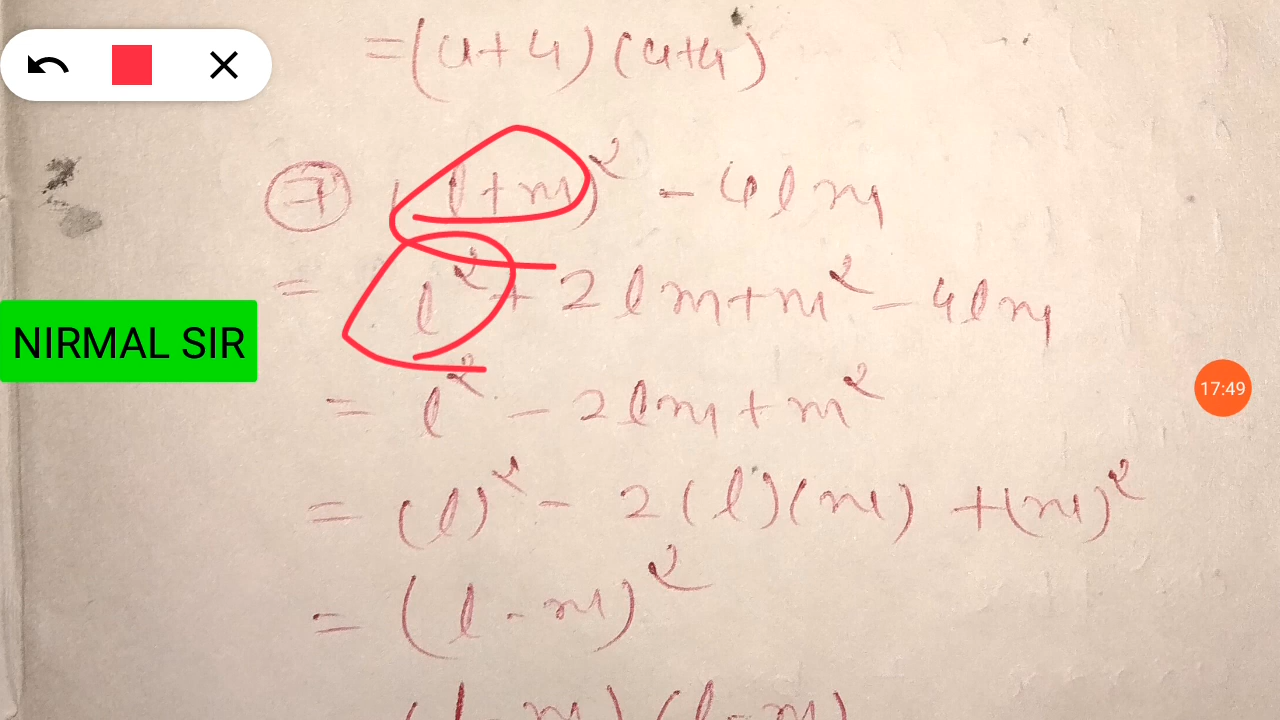 =(a+4)(a+4)
⑦ (l+m)² - 4lm
= l² + 2lm+m² - 4lm
NIRMAL SIR
17:49
= l² - 2lm + m²
= (l)² - 2(l)(m) + (m)²
= (l - m)²
(l-m)(l-m)